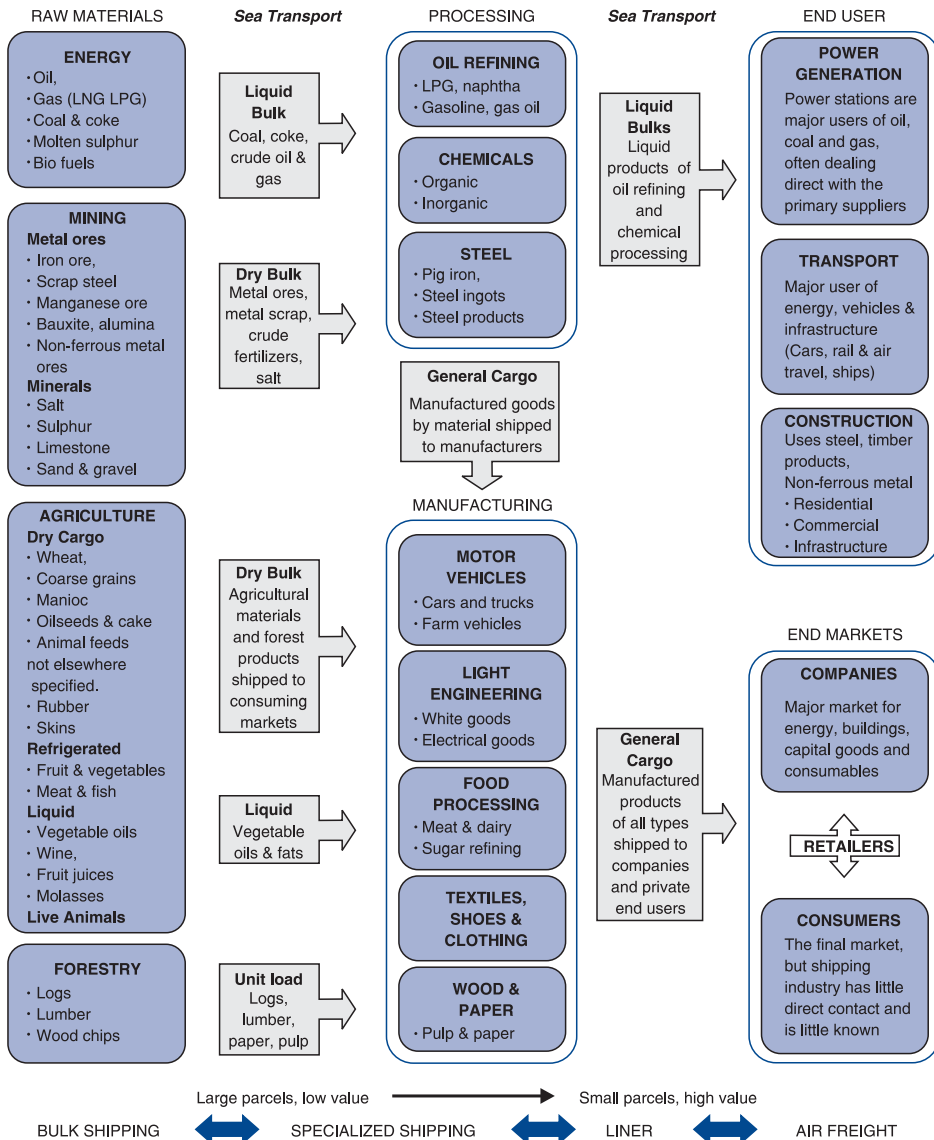 RAW MATERIALS
Sea Transport
PROCESSING
Sea Transport
END USER
ENERGY
· Oil,
· Gas (LNG LPG)
· Coal & coke
· Molten sulphur
· Bio fuels
MINING
Metal ores
· Iron ore,
· Scrap steel
· Manganese ore
· Bauxite, alumina
· Non-ferrous metal
ores
Minerals
· Salt
· Sulphur
· Limestone
· Sand & gravel
AGRICULTURE
Dry Cargo
· Wheat,
· Coarse grains
· Manioc
· Oilseeds & cake
· Animal feeds
not elsewhere
specified.
· Rubber
· Skins
Refrigerated
· Fruit & vegetables
· Meat & fish
Liquid
· Vegetable oils
· Wine,
· Fruit juices
· Molasses
Live Animals
FORESTRY
· Logs
· Lumber
· Wood chips
Liquid
Bulk
Coal, coke,
crude oil &
gas
Dry Bulk
Metal ores,
metal scrap,
crude
fertilizers,
salt
Dry Bulk
Agricultural
materials
and forest
products
shipped to
consuming
markets
Liquid
Vegetable
oils & fats
Unit load
Logs,
lumber,
paper, pulp
OIL REFINING
· LPG, naphtha
· Gasoline, gas oil
CHEMICALS
· Organic
· Inorganic
STEEL
· Pig iron,
· Steel ingots
· Steel products
General Cargo
Manufactured goods
by material shipped
to manufacturers
MANUFACTURING
MOTOR
VEHICLES
· Cars and trucks
· Farm vehicles
LIGHT
ENGINEERING
· White goods
· Electrical goods
FOOD
PROCESSING
· Meat & dairy
· Sugar refining
TEXTILES,
SHOES &
CLOTHING
WOOD &
PAPER
· Pulp & paper
Liquid
Bulks
Liquid
products of
oil refining
and
chemical
processing
General
Cargo
Manufactured
products
of all types
shipped to
companies
and private
end users
POWER
GENERATION
Power stations are
major users of oil,
coal and gas,
often dealing
direct with the
primary suppliers
TRANSPORT
Major user of
energy, vehicles &
infrastructure
(Cars, rail & air
travel, ships)
CONSTRUCTION
Uses steel, timber
products,
Non-ferrous metal
· Residential
· Commercial
· Infrastructure
END MARKETS
COMPANIES
Major market for
energy, buildings,
capital goods and
consumables
RETAILERS
CONSUMERS
The final market,
but shipping
industry has little
direct contact and
is little known
Large parcels, low value
Small parcels, high value
BULK SHIPPING
SPECIALIZED SHIPPING
LINER
AIR FREIGHT